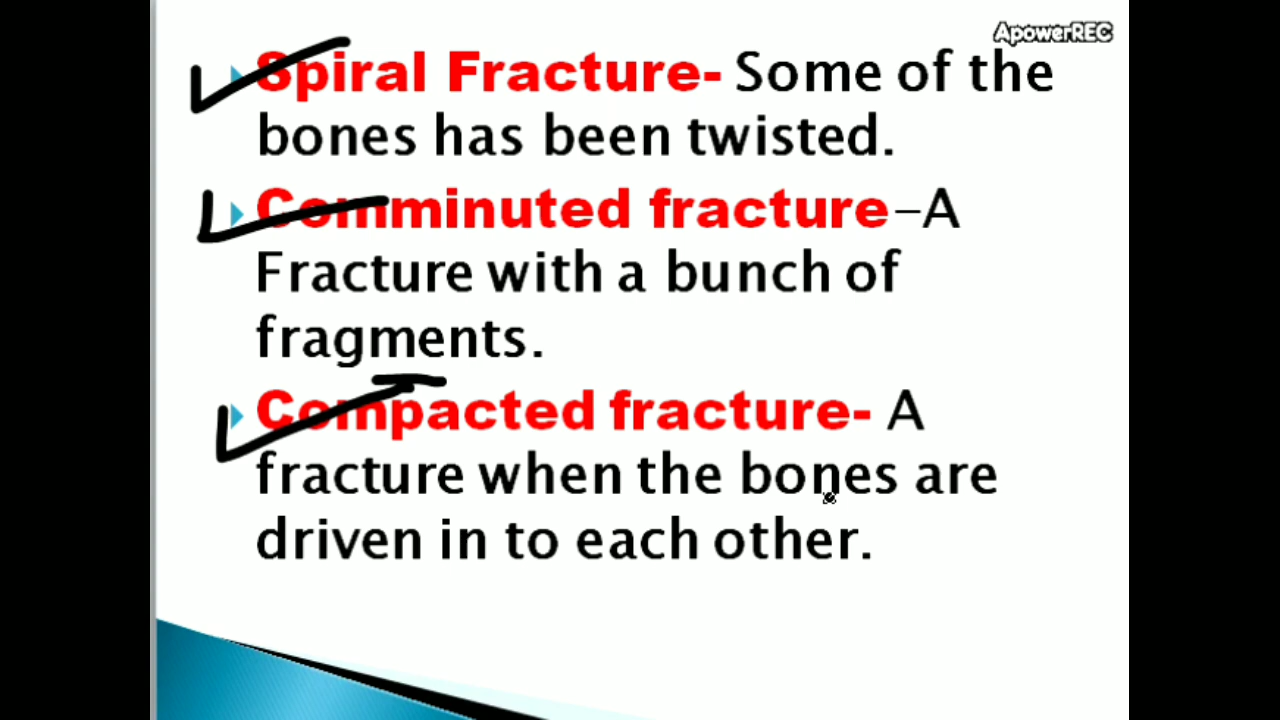 ApowerREC
Spiral Fracture- Some of the
bones has been twisted.
Comminuted fracture–A
Fracture with a bunch of
fragments.
Compacted fracture- A
fracture when the bones are
driven in to each other.